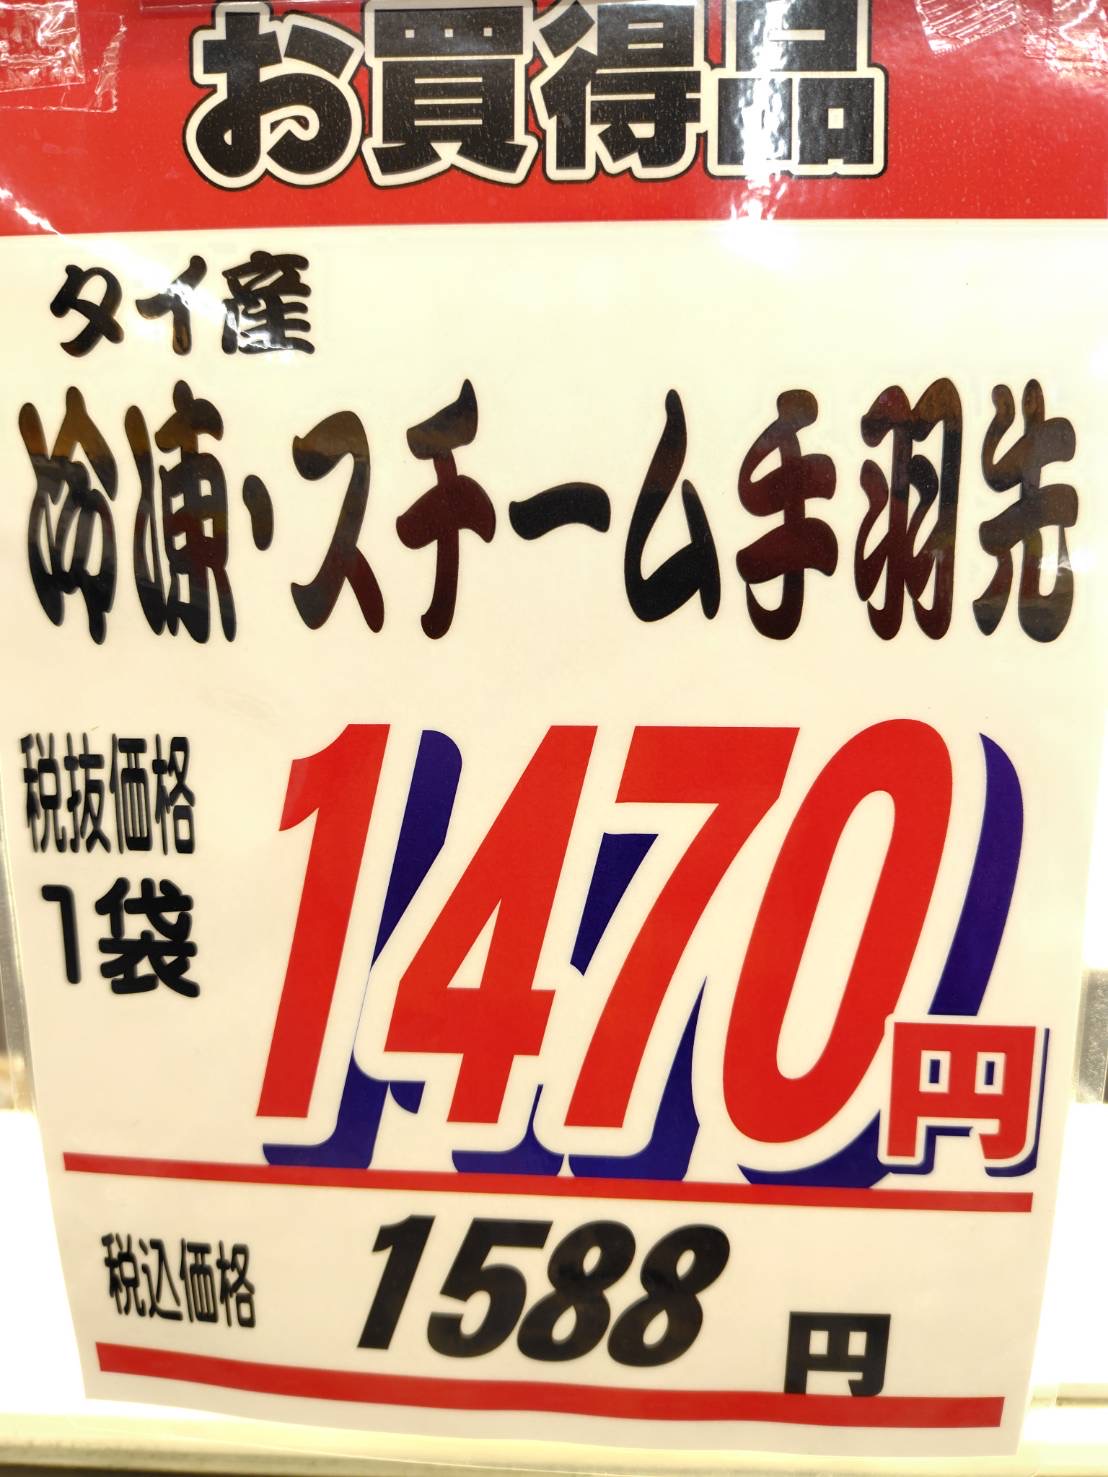 お買得品
タイ産
冷凍・スチーム手羽先
税抜価格
1袋
1470円
税込価格 1588円